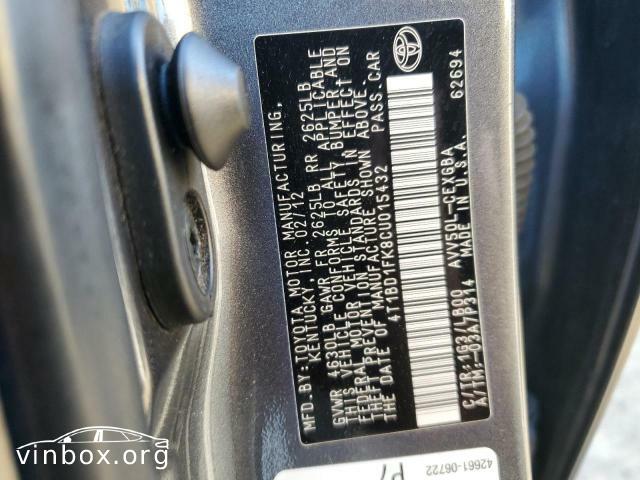 MFD.BY:TOYOTA MOTOR MANUFACTURING,
KENTUCKY, INC. 02/12
GVWR 4630LB GAWR FR 2625LB RR 2625LB
THIS VEHICLE CONFORMS TO ALL APPLICABLE
FEDERAL MOTOR VEHICLE SAFETY BUMPER AND
THEFT PREVENTION STANDARDS IN EFFECT ON
THE DATE OF MANUFACTURE SHOWN ABOVE.
4T1BD1FK8CU015432 PASS.CAR
C/TR:1G3/LB00 AVV50L-CEXGBA
A/TM:-03A/P314 MADE IN U.S.A. 62694
42661-06722
vinbox.org